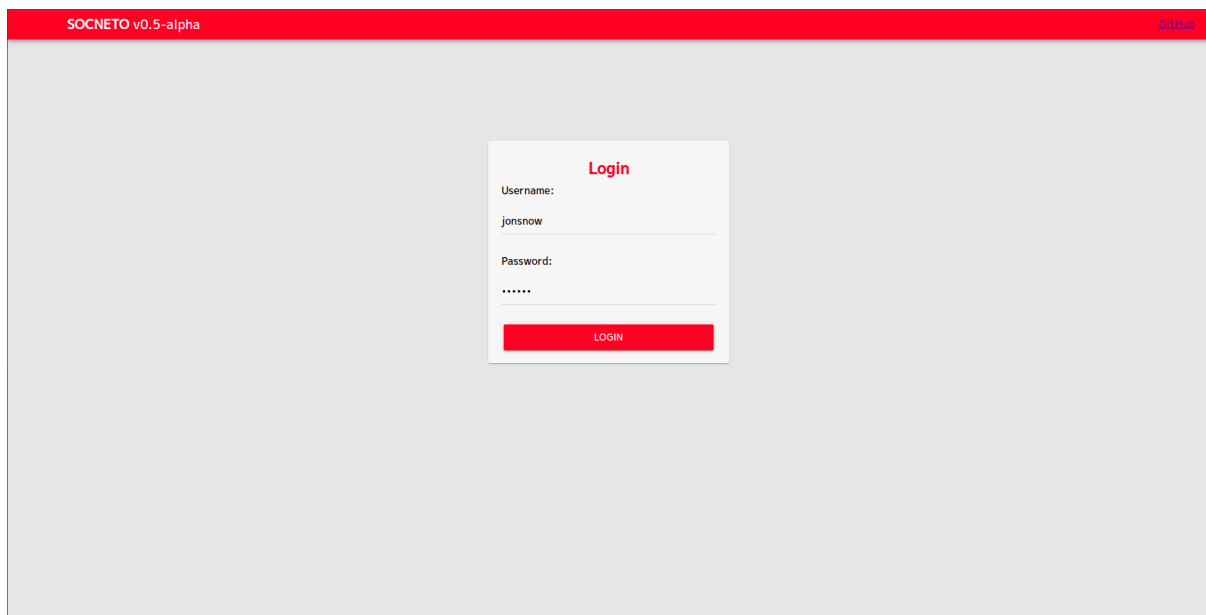 SOCNETO v0.5-alpha
GitHub
Login
Username:
jonsnow
Password:
••••••
LOGIN